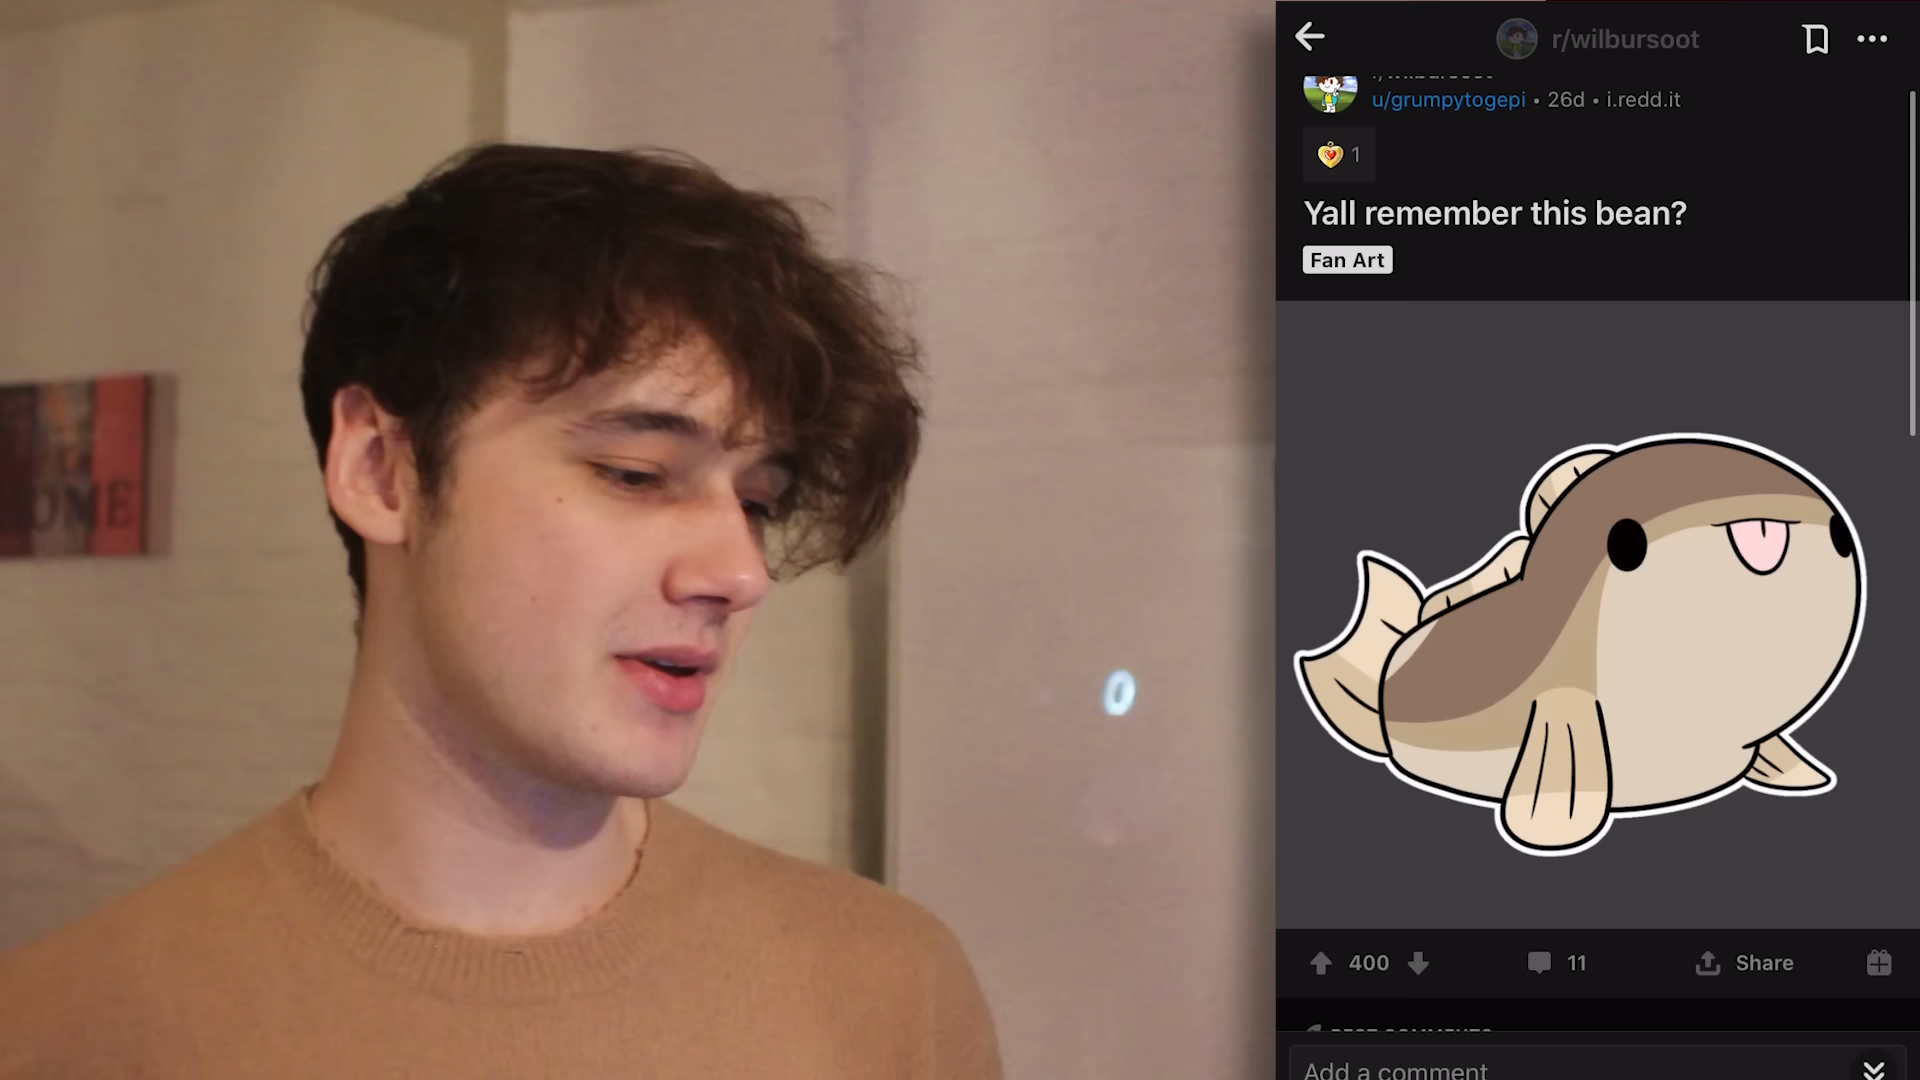 r/wilbursoot
u/grumpytogepi • 26d • i.redd.it
1
Yall remember this bean?
Fan Art
400
11
Share
Add a comment